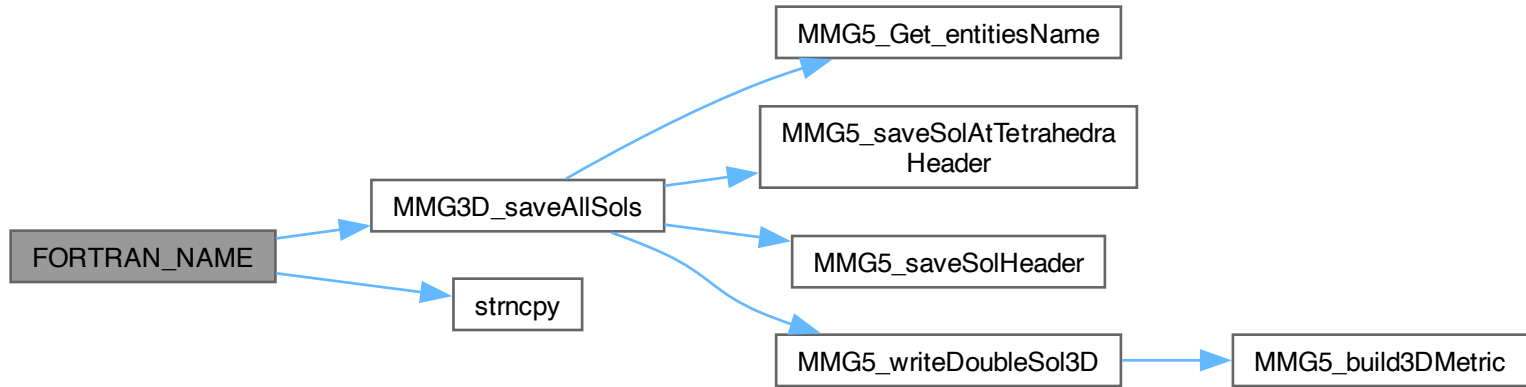 MMG5_Get_entitiesName
MMG5_saveSolAtTetrahedra
Header
MMG3D_saveAllSols
FORTRAN_NAME
MMG5_saveSolHeader
strncpy
MMG5_writeDoubleSol3D
MMG5_build3DMetric